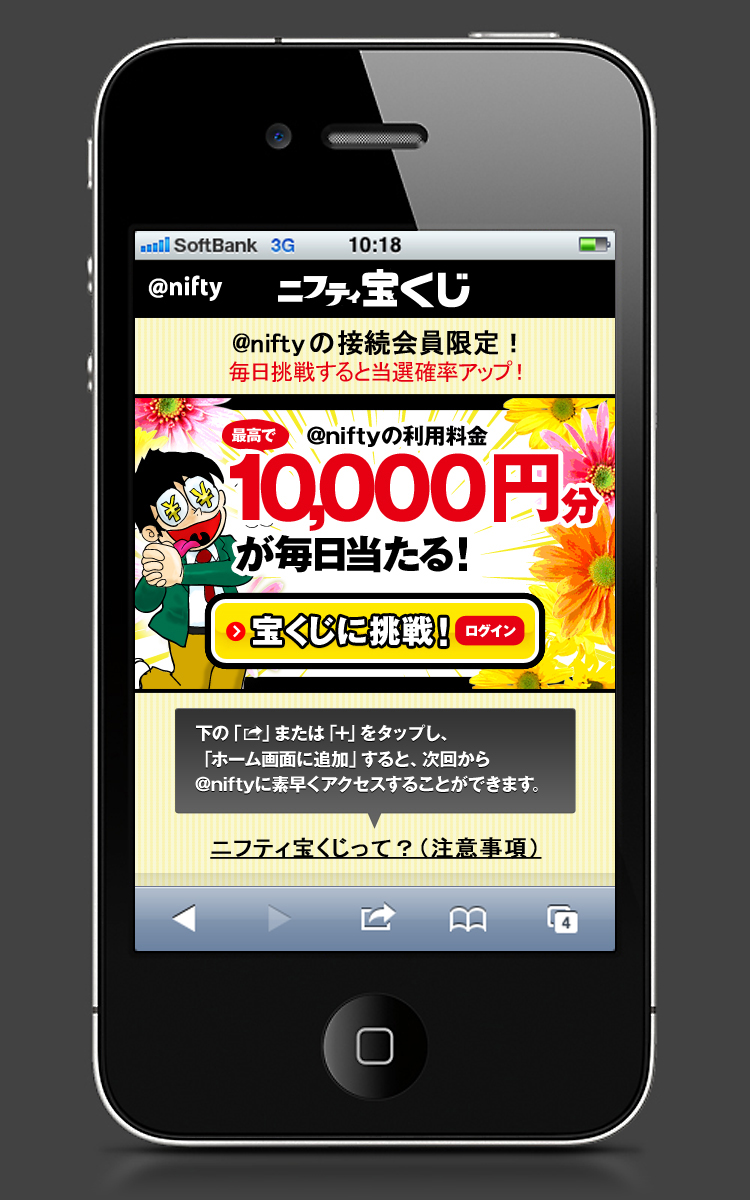 SoftBank 3G 10:18
@nifty ニフティ宝くじ
@niftyの接続会員限定！
毎日挑戦すると当選確率アップ！
最高で @niftyの利用料金
10,000円分
が毎日当たる！
宝くじに挑戦！ ログイン
下の「」または「＋」をタップし、
「ホーム画面に追加」すると、次回から
@niftyに素早くアクセスすることができます。
ニフティ宝くじって？（注意事項）
4